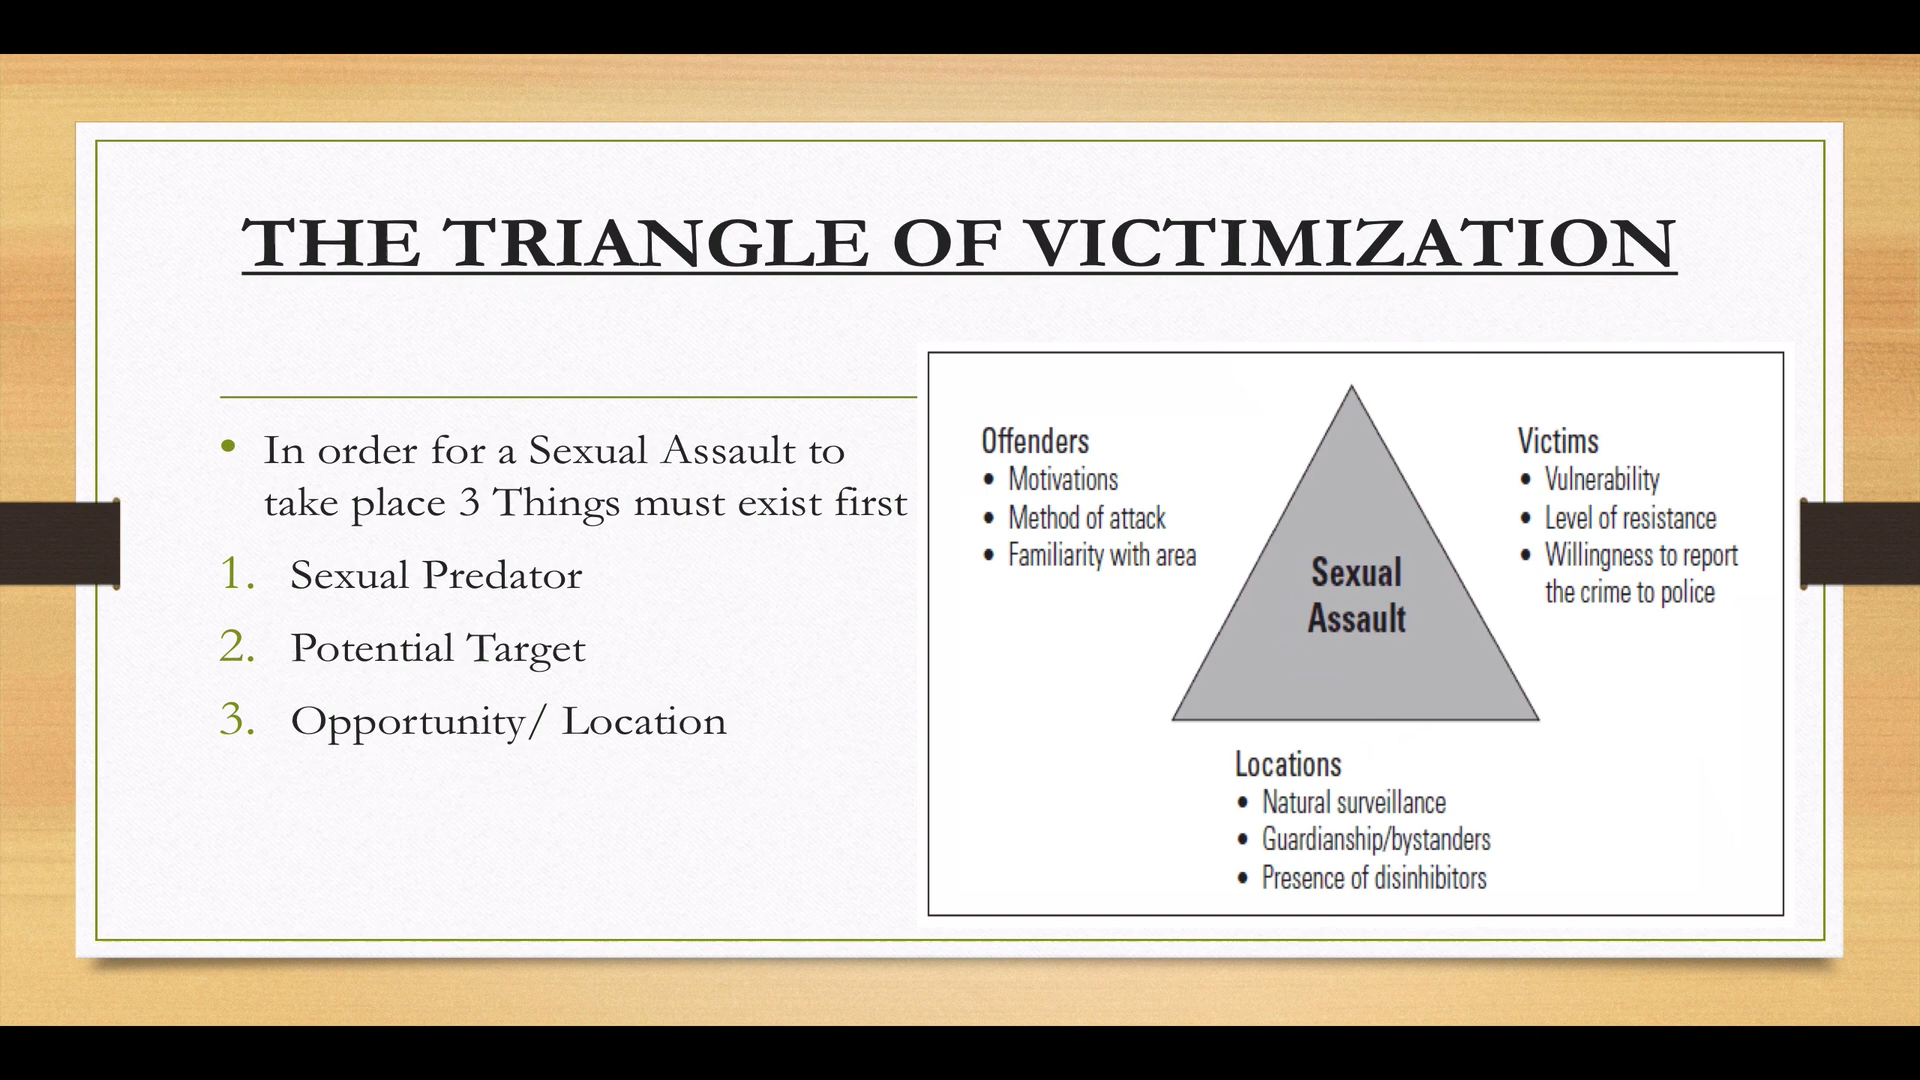 THE TRIANGLE OF VICTIMIZATION
• In order for a Sexual Assault to
take place 3 Things must exist first
1. Sexual Predator
2. Potential Target
3. Opportunity/ Location
Offenders
• Motivations
• Method of attack
• Familiarity with area
Sexual
Assault
Victims
• Vulnerability
• Level of resistance
• Willingness to report
the crime to police
Locations
• Natural surveillance
• Guardianship/bystanders
• Presence of disinhibitors